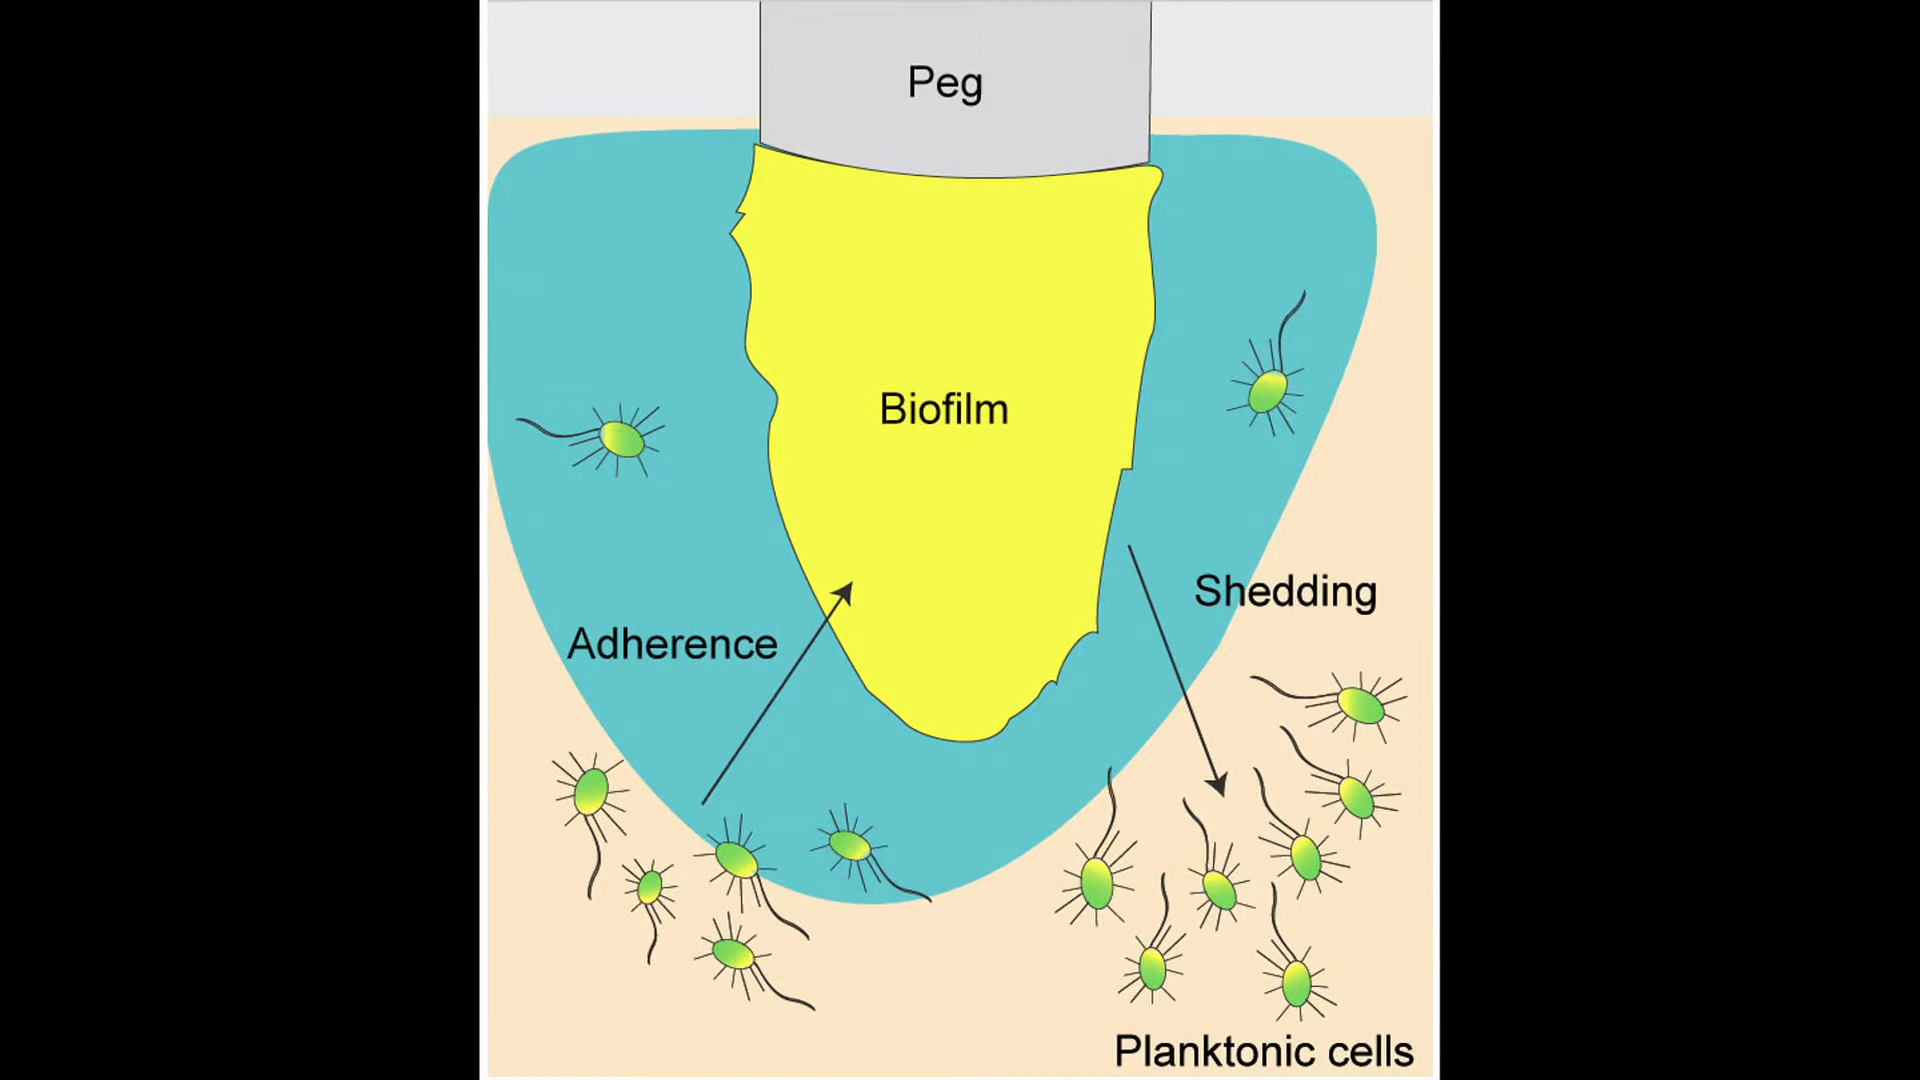 Peg
Biofilm
Shedding
Adherence
Planktonic cells